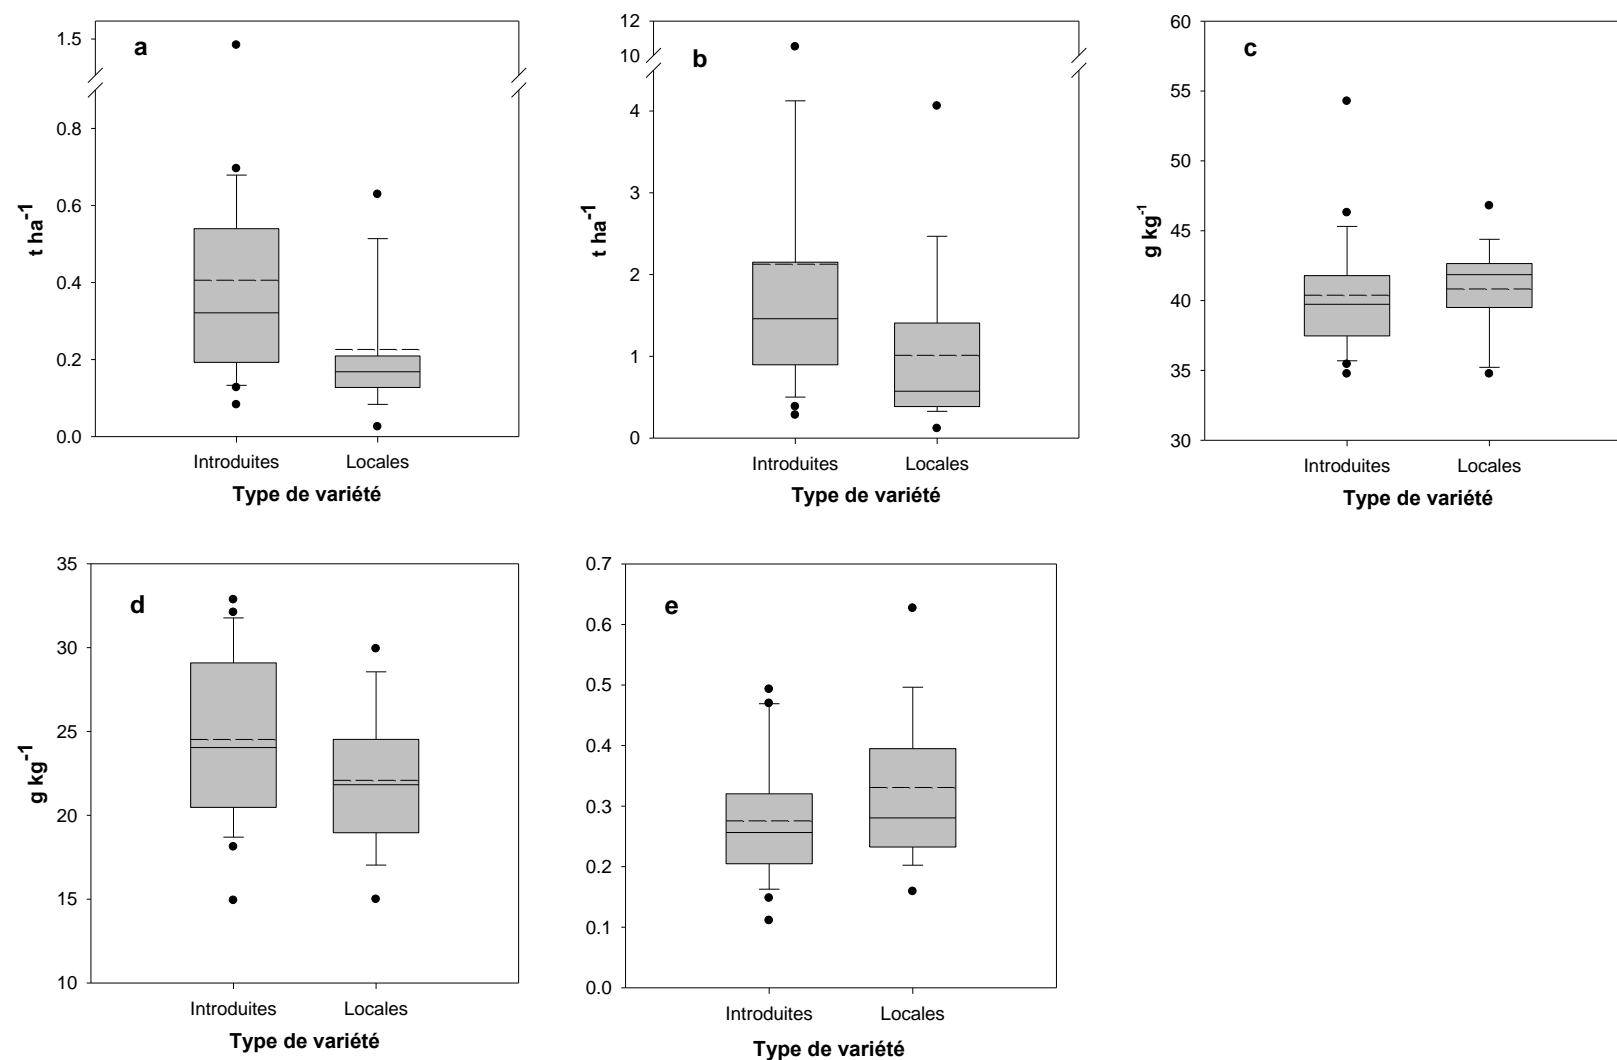 a
1.5
0.8
0.6
0.4
0.2
0.0
t ha-1
Introduites
Locales
Type de variété
b
12
10
4
3
2
1
0
t ha-1
Introduites
Locales
Type de variété
c
60
55
50
45
40
35
30
g kg-1
Introduites
Locales
Type de variété
d
35
30
25
20
15
10
g kg-1
Introduites
Locales
Type de variété
e
0.7
0.6
0.5
0.4
0.3
0.2
0.1
0.0
Introduites
Locales
Type de variété